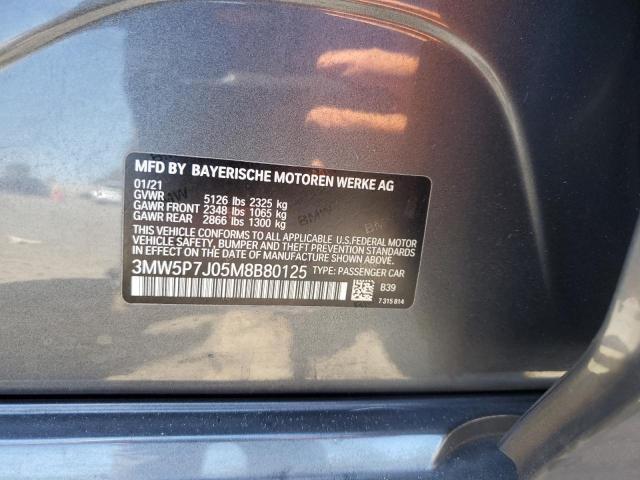 MFD BY BAYERISCHE MOTOREN WERKE AG
01/21
GVWR 5126 lbs 2325 kg
GAWR FRONT 2348 lbs 1065 kg
GAWR REAR 2866 lbs 1300 kg
THIS VEHICLE CONFORMS TO ALL APPLICABLE U.S.FEDERAL MOTOR
VEHICLE SAFETY, BUMPER AND THEFT PREVENTION STANDARDS
IN EFFECT ON THE DATE OF MANUFACTURE SHOWN ABOVE.
3MW5P7J05M8B80125 TYPE: PASSENGER CAR
B39
7 315 814